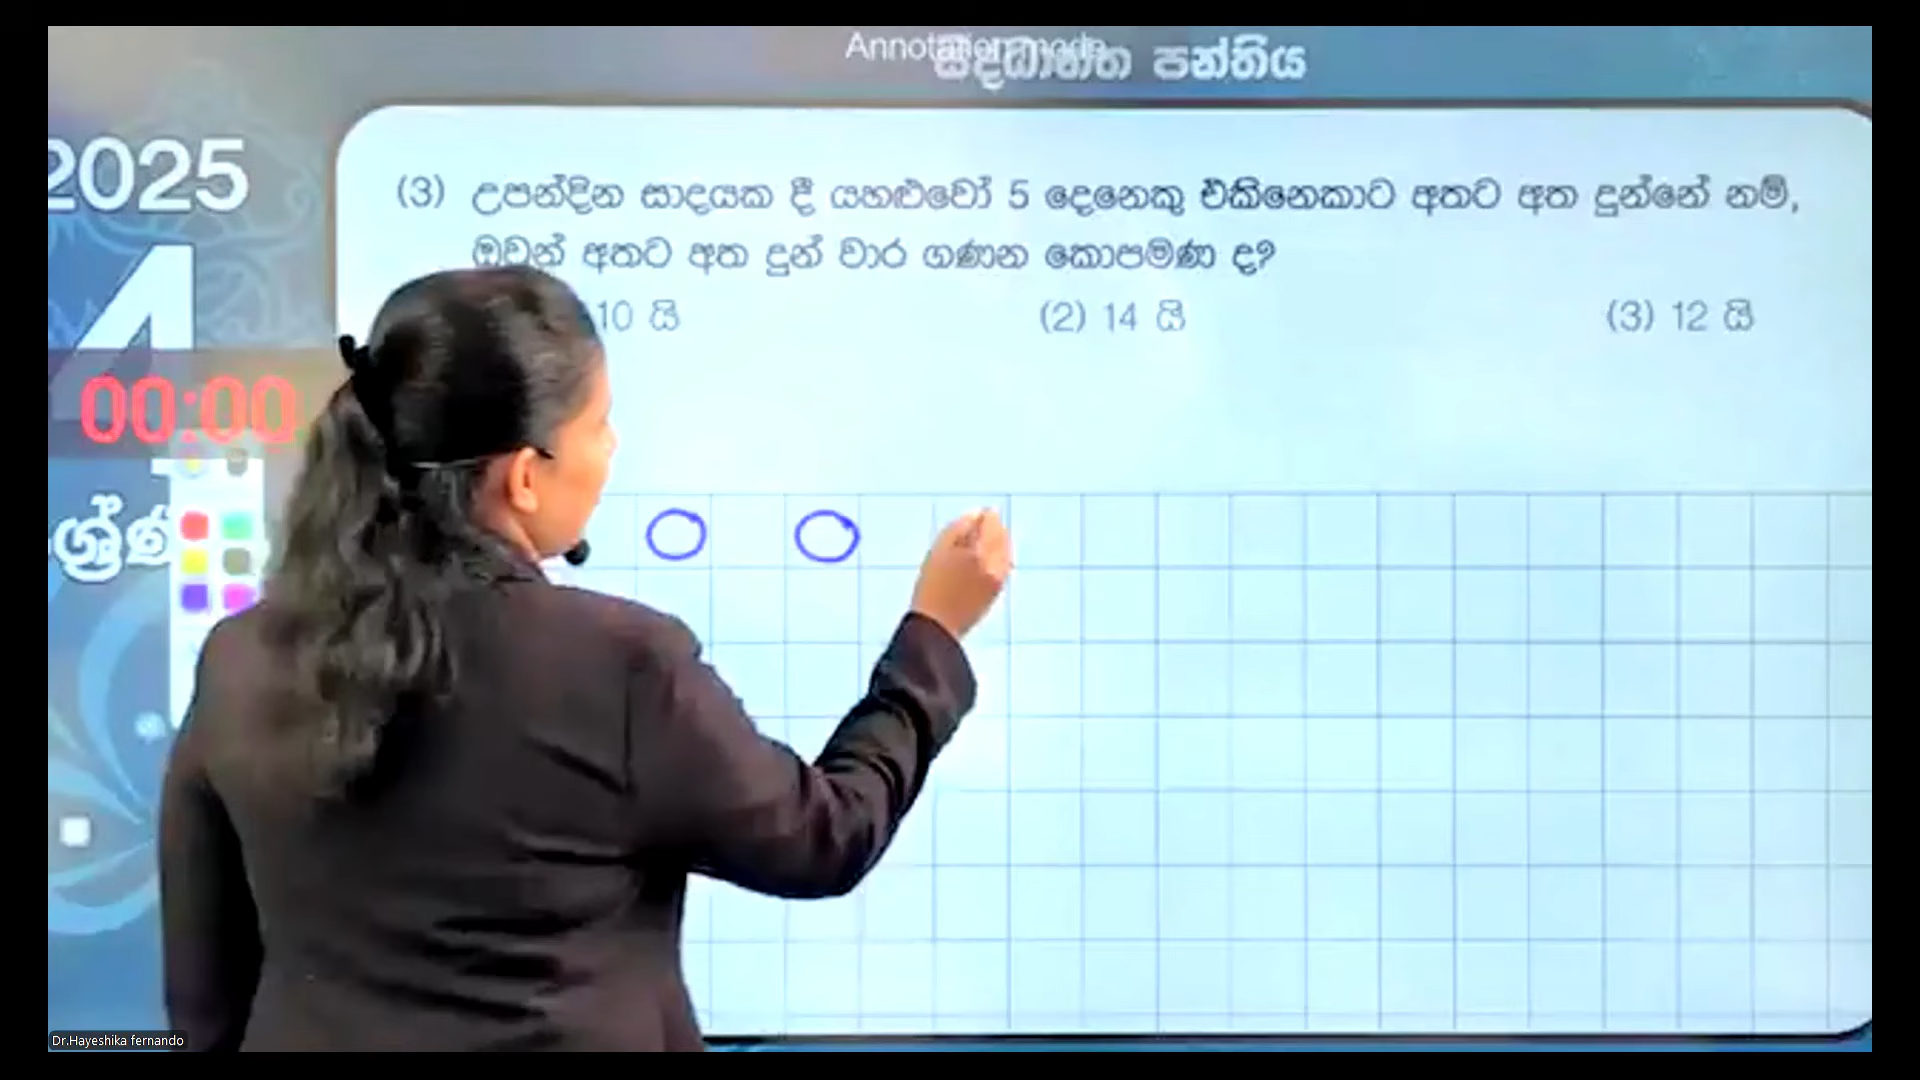 Annotation mode
සිද්ධාන්ත පන්තිය
2025
4
00:00
ශ්‍රේණි
(3) උපන්දින සාදයක දී යහළුවෝ 5 දෙනෙකු එකිනෙකාට අතට අත දුන්නේ නම්,
ඔවුන් අතට අත දුන් වාර ගණන කොපමණ ද?
10 යි (2) 14 යි (3) 12 යි
Dr.Hayeshika fernando